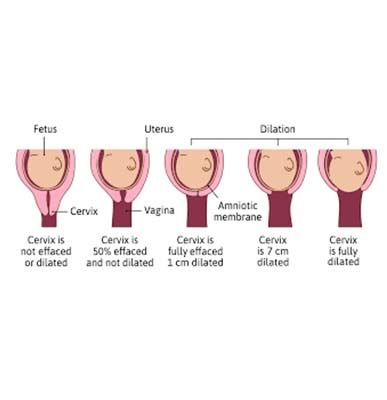 Fetus
Uterus
Dilation
Cervix
Vagina
Amniotic
membrane
Cervix is
not effaced
or dilated
Cervix is
50% effaced
and not dilated
Cervix is
fully effaced
1 cm dilated
Cervix
is 7 cm
dilated
Cervix
is fully
dilated